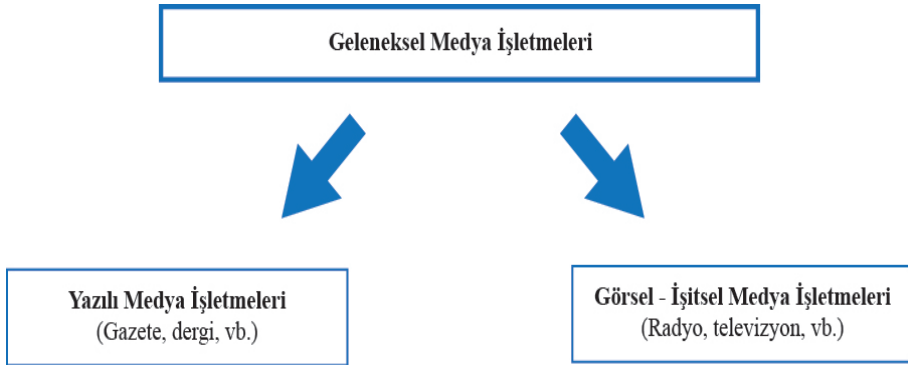 Geleneksel Medya İşletmeleri
Yazılı Medya İşletmeleri
(Gazete, dergi, vb.)
Görsel - İşitsel Medya İşletmeleri
(Radyo, televizyon, vb.)